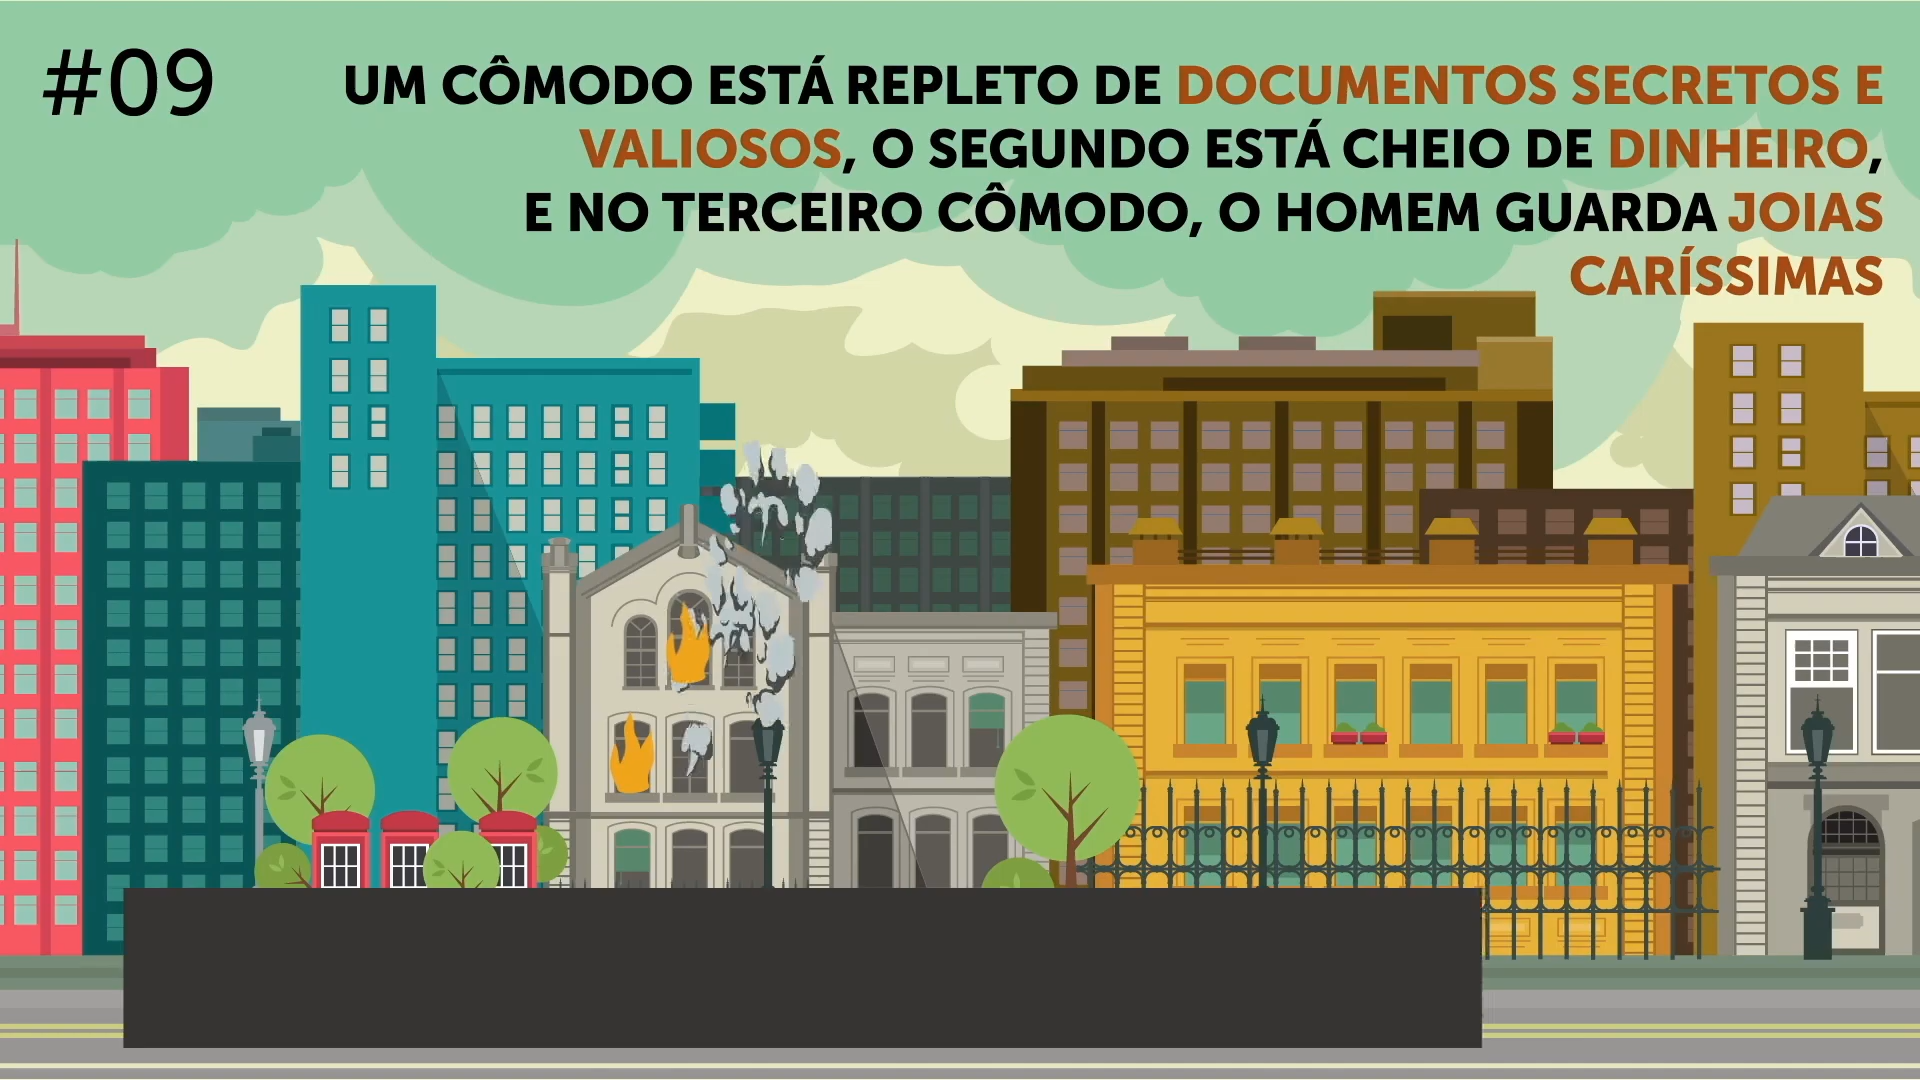 #09
UM CÔMODO ESTÁ REPLETO DE DOCUMENTOS SECRETOS E
VALIOSOS, O SEGUNDO ESTÁ CHEIO DE DINHEIRO,
E NO TERCEIRO CÔMODO, O HOMEM GUARDA JOIAS
CARÍSSIMAS